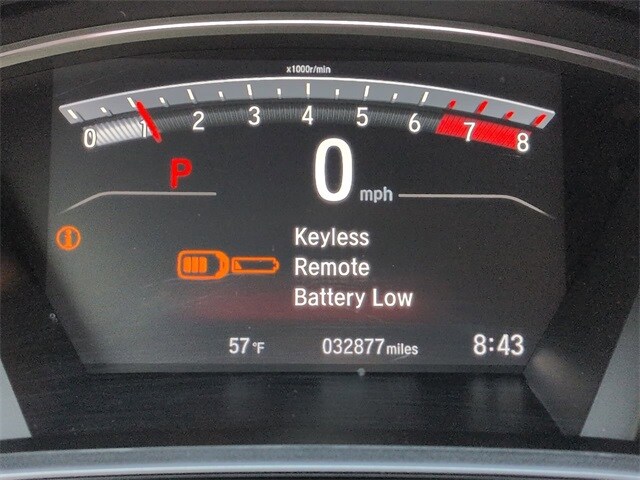 x1000r/min
0 1 2 3 4 5 6 7 8
P 0 mph
Keyless
Remote
Battery Low
57°F 032877 miles 8:43